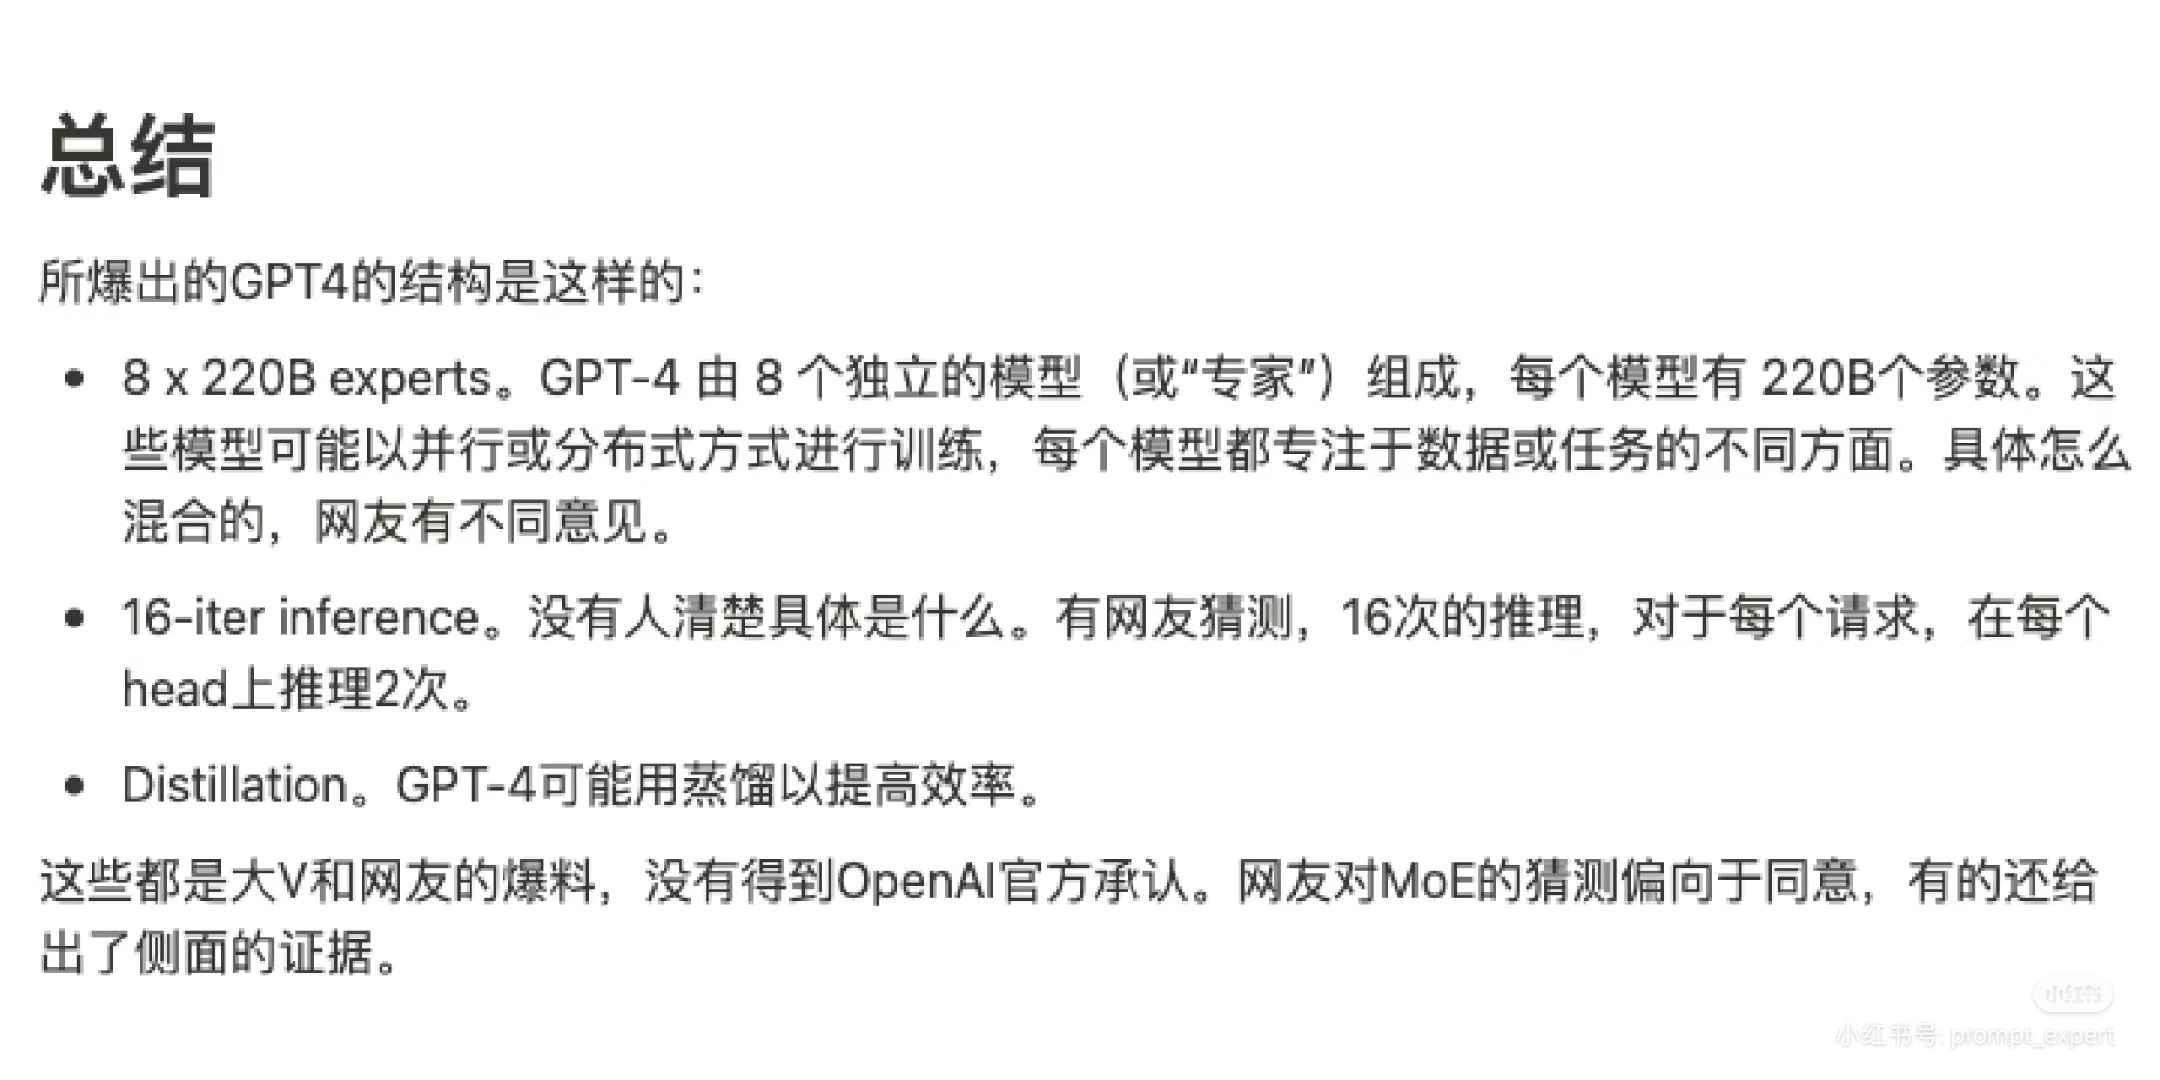 总结
所爆出的GPT4的结构是这样的：
• 8 x 220B experts。GPT-4 由 8 个独立的模型（或“专家”）组成，每个模型有 220B个参数。这
些模型可能以并行或分布式方式进行训练，每个模型都专注于数据或任务的不同方面。具体怎么
混合的，网友有不同意见。
• 16-iter inference。没有人清楚具体是什么。有网友猜测，16次的推理，对于每个请求，在每个
head上推理2次。
• Distillation。GPT-4可能用蒸馏以提高效率。
这些都是大V和网友的爆料，没有得到OpenAI官方承认。网友对MoE的猜测偏向于同意，有的还给
出了侧面的证据。
小红书
小红书号: prompt_expert